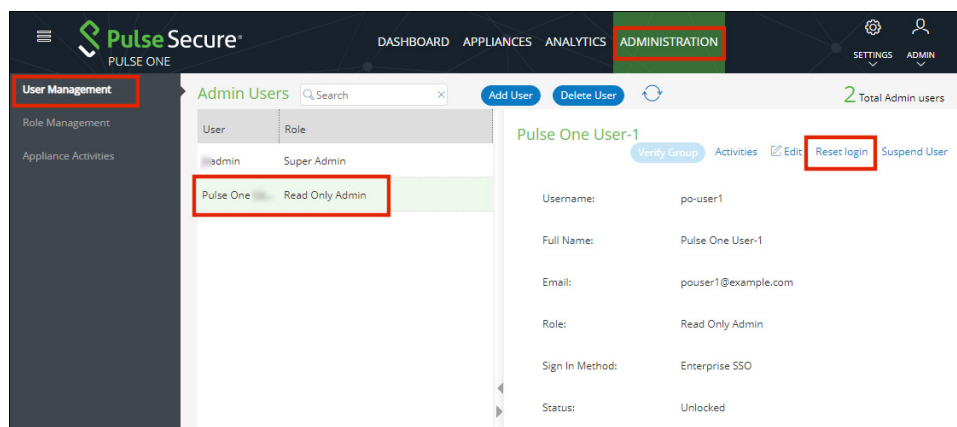 Pulse Secure®
PULSE ONE
DASHBOARD APPLIANCES ANALYTICS ADMINISTRATION
SETTINGS ADMIN
User Management
Role Management
Appliance Activities
Admin Users Search × Add User Delete User 2 Total Admin users
User Role
admin Super Admin
Pulse One Read Only Admin
Pulse One User-1
Verify Group Activities Edit Reset login Suspend User
Username: po-user1
Full Name: Pulse One User-1
Email: pouser1@example.com
Role: Read Only Admin
Sign In Method: Enterprise SSO
Status: Unlocked